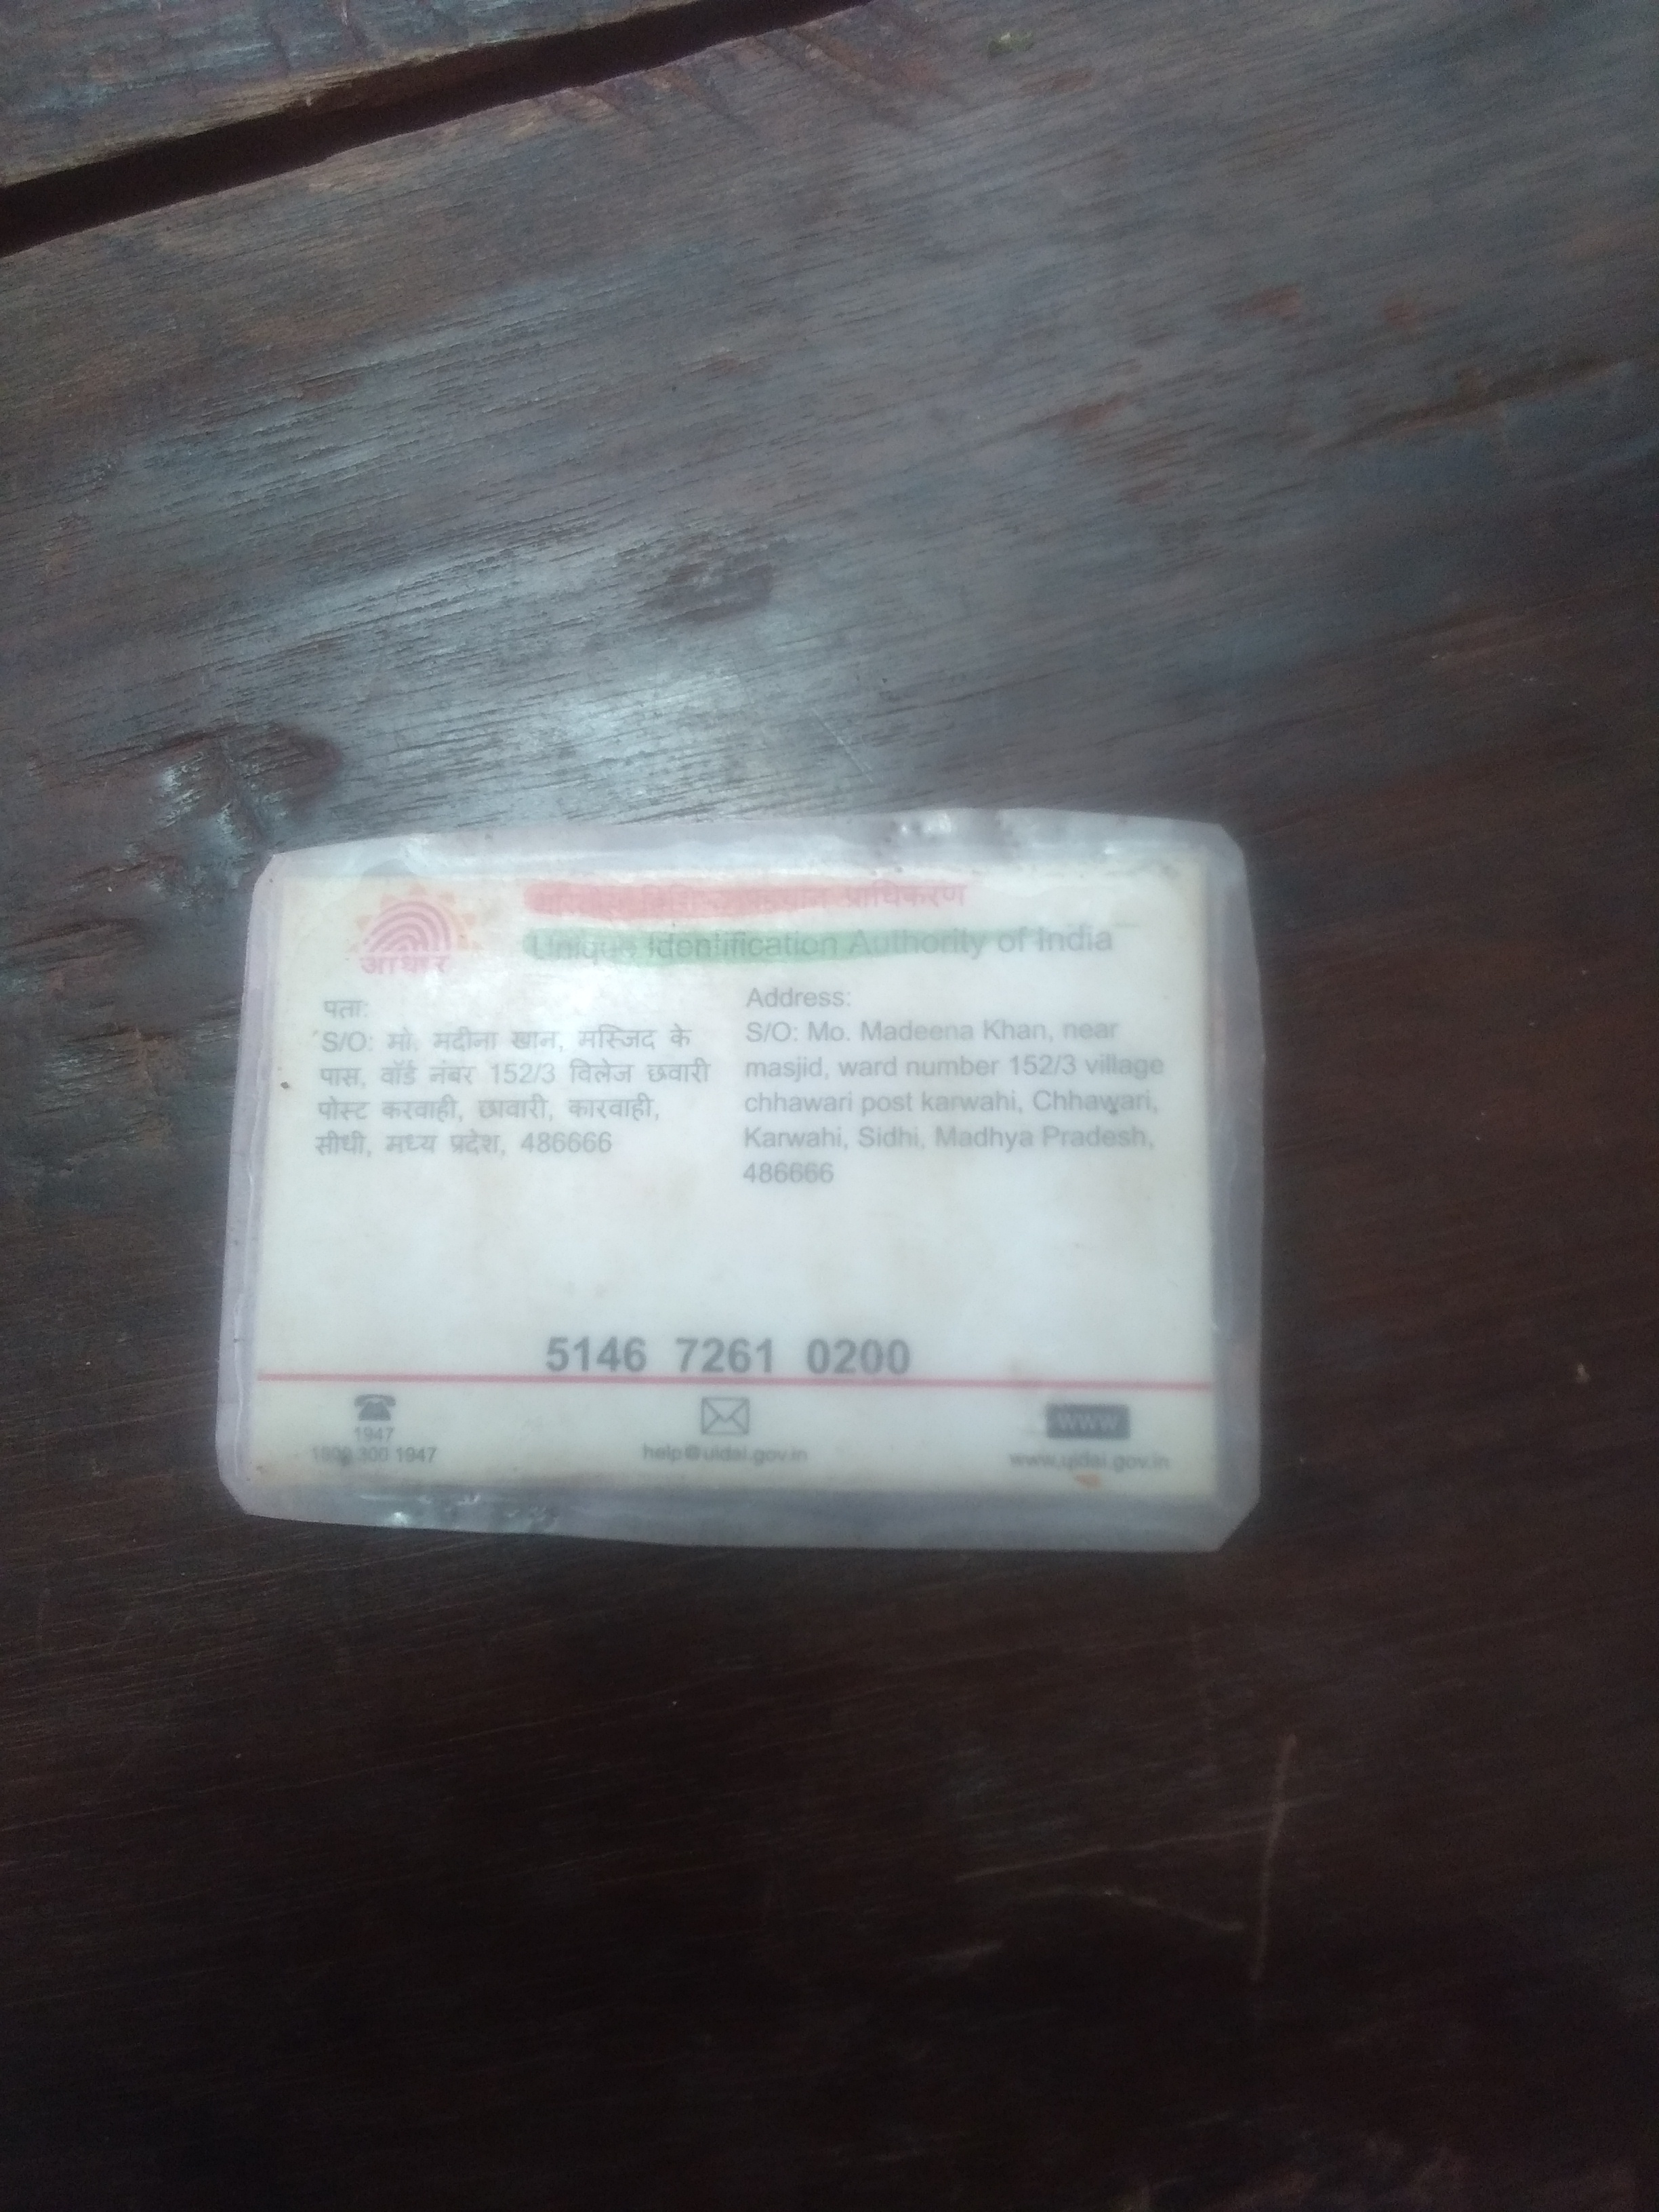 भारतीय विशिष्ट पहचान प्राधिकरण
Unique Identification Authority of India
आधार
पता:
S/O: मो. मदीना खान, मस्जिद के
पास, वॉर्ड नंबर 152/3 विलेज छवारी
पोस्ट करवाही, छावारी, कारवाही,
सीधी, मध्य प्रदेश, 486666
Address:
S/O: Mo. Madeena Khan, near
masjid, ward number 152/3 village
chhawari post karwahi, Chhawari,
Karwahi, Sidhi, Madhya Pradesh,
486666
5146 7261 0200
1947
1800 300 1947
help@uidai.gov.in
www
www.uidai.gov.in